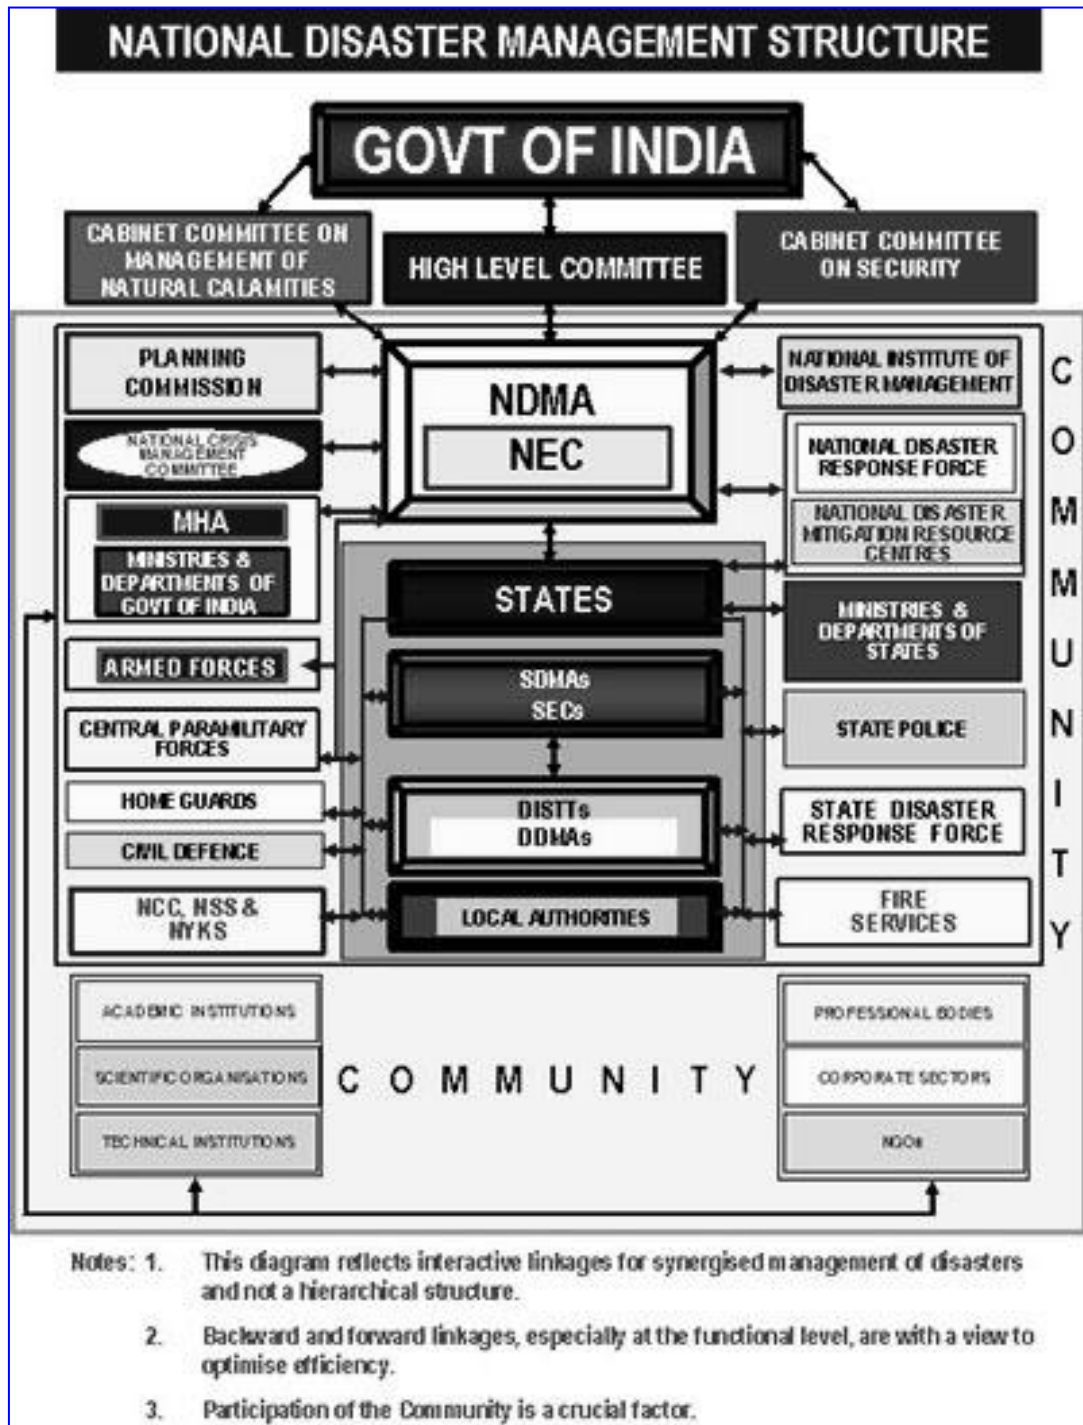 NATIONAL DISASTER MANAGEMENT STRUCTURE
GOVT OF INDIA
CABINET COMMITTEE ON
MANAGEMENT OF
NATURAL CALAMITIES
HIGH LEVEL COMMITTEE
CABINET COMMITTEE
ON SECURITY
PLANNING
COMMISSION
NATIONAL CRISIS
MANAGEMENT
COMMITTEE
MHA
MINISTRIES &
DEPARTMENTS OF
GOVT OF INDIA
ARMED FORCES
CENTRAL PARAMILITARY
FORCES
HOME GUARDS
CIVIL DEFENCE
NCC, NSS &
NYKS
NDMA
NEC
STATES
SDMAs
SECs
DISTTs
DDMAs
LOCAL AUTHORITIES
NATIONAL INSTITUTE OF
DISASTER MANAGEMENT
NATIONAL DISASTER
RESPONSE FORCE
NATIONAL DISASTER
MITIGATION RESOURCE
CENTRES
MINISTRIES &
DEPARTMENTS OF
STATES
STATE POLICE
STATE DISASTER
RESPONSE FORCE
FIRE
SERVICES
COMMUNITY
ACADEMIC INSTITUTIONS
SCIENTIFIC ORGANISATIONS
TECHNICAL INSTITUTIONS
COMMUNITY
PROFESSIONAL BODIES
CORPORATE SECTORS
NGOs
Notes: 1. This diagram reflects interactive linkages for synergised management of disasters
and not a hierarchical structure.
2. Backward and forward linkages, especially at the functional level, are with a view to
optimise efficiency.
3. Participation of the Community is a crucial factor.